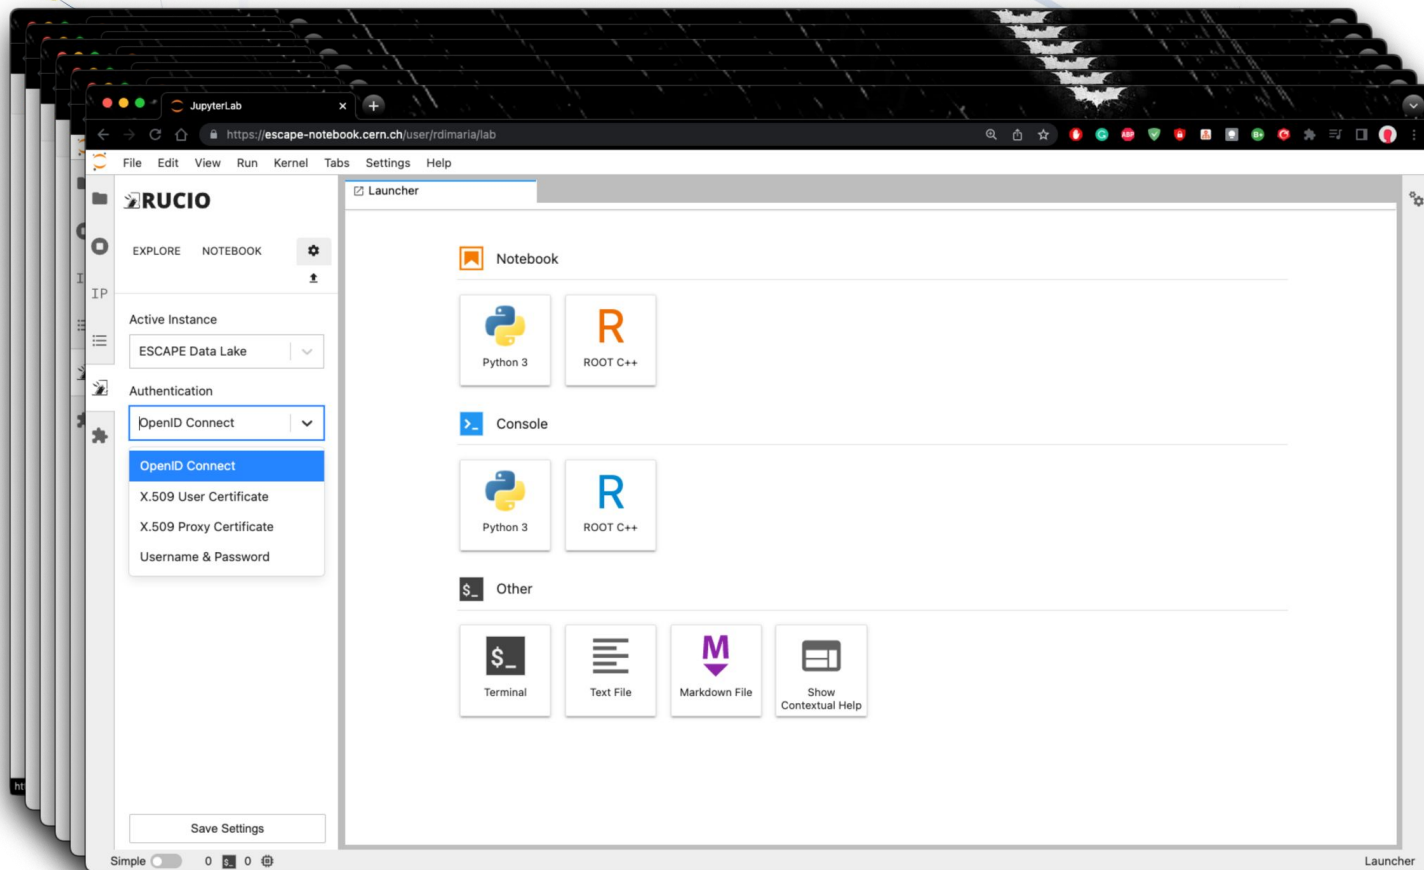 JupyterLab
https://escape-notebook.cern.ch/user/rdimaria/lab
File Edit View Run Kernel Tabs Settings Help
RUCIO
Launcher
EXPLORE NOTEBOOK
IP
Active Instance
ESCAPE Data Lake
Authentication
OpenID Connect
OpenID Connect
X.509 User Certificate
X.509 Proxy Certificate
Username & Password
Save Settings
Notebook
Python 3
R
ROOT C++
>_ Console
Python 3
R
ROOT C++
$_ Other
$_
Terminal
Text File
M
Markdown File
Show
Contextual Help
Simple 0 $_ 0
Launcher